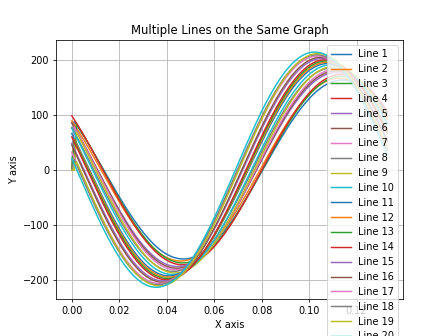 Multiple Lines on the Same Graph
Y axis
200
100
0
−100
−200
0.00
0.02
0.04
0.06
0.08
0.10
X axis
Line 1
Line 2
Line 3
Line 4
Line 5
Line 6
Line 7
Line 8
Line 9
Line 10
Line 11
Line 12
Line 13
Line 14
Line 15
Line 16
Line 17
Line 18
Line 19
Line 20